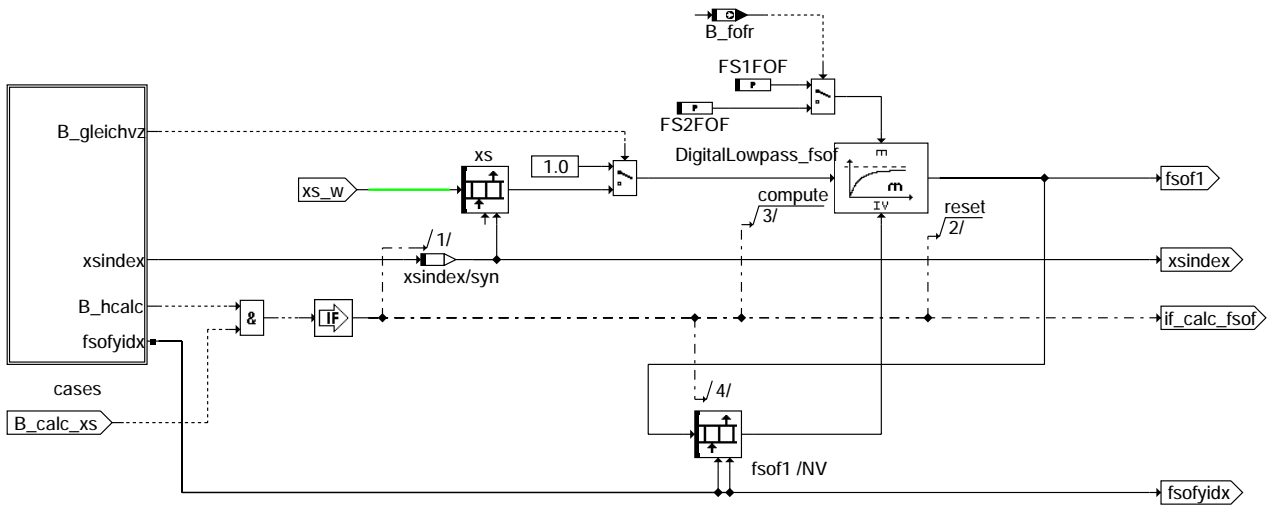 B_fofr
FS1FOF
P
P
FS2FOF
B_gleichvz
xs
1.0
DigitalLowpass_fsof
E
m
IV
fsof1
xs_w
compute
3/
reset
2/
1/
xsindex
xsindex/syn
xsindex
B_hcalc
&
IF
if_calc_fsof
fsofyidx
cases
4/
B_calc_xs
fsof1 /NV
fsofyidx